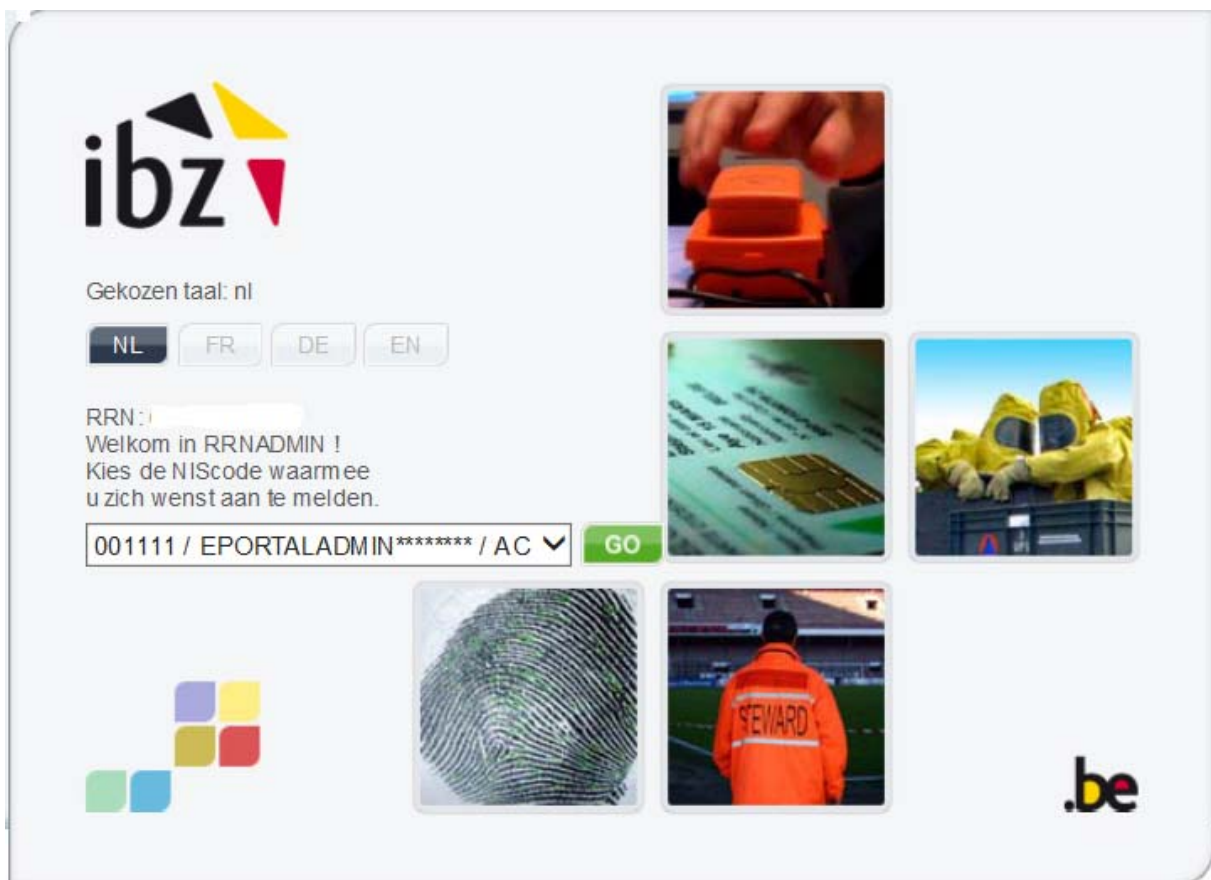 ibz
Gekozen taal: nl
NL FR DE EN
RRN:
Welkom in RRNADMIN !
Kies de NIScode waarmee
u zich wenst aan te melden.
001111 / EPORTALADMIN******** / AC GO
STEWARD
.be